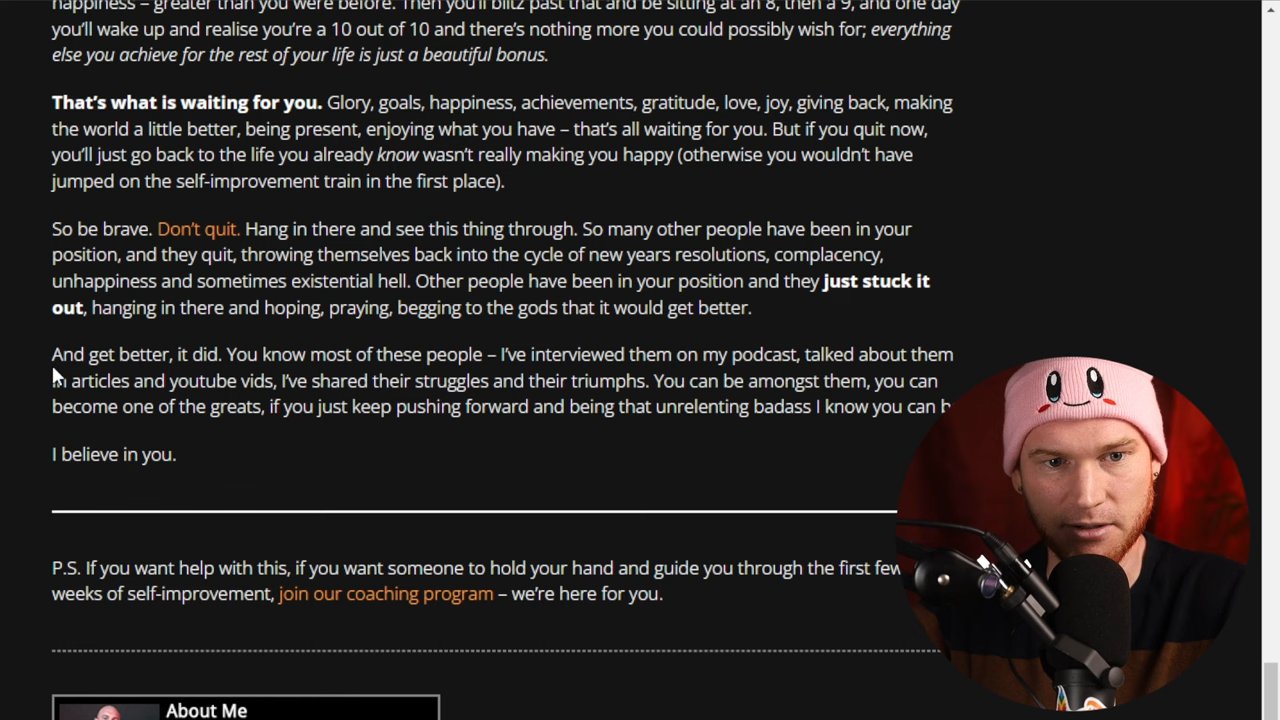 happiness – greater than you were before. Then you'll blitz past that and be sitting at an 8, then a 9, and one day
you'll wake up and realise you're a 10 out of 10 and there's nothing more you could possibly wish for; everything
else you achieve for the rest of your life is just a beautiful bonus.
That's what is waiting for you. Glory, goals, happiness, achievements, gratitude, love, joy, giving back, making
the world a little better, being present, enjoying what you have – that's all waiting for you. But if you quit now,
you'll just go back to the life you already know wasn't really making you happy (otherwise you wouldn't have
jumped on the self-improvement train in the first place).
So be brave. Don't quit. Hang in there and see this thing through. So many other people have been in your
position, and they quit, throwing themselves back into the cycle of new years resolutions, complacency,
unhappiness and sometimes existential hell. Other people have been in your position and they just stuck it
out, hanging in there and hoping, praying, begging to the gods that it would get better.
And get better, it did. You know most of these people – I've interviewed them on my podcast, talked about them
in articles and youtube vids, I've shared their struggles and their triumphs. You can be amongst them, you can
become one of the greats, if you just keep pushing forward and being that unrelenting badass I know you can
I believe in you.
P.S. If you want help with this, if you want someone to hold your hand and guide you through the first few
weeks of self-improvement, join our coaching program – we're here for you.
About Me